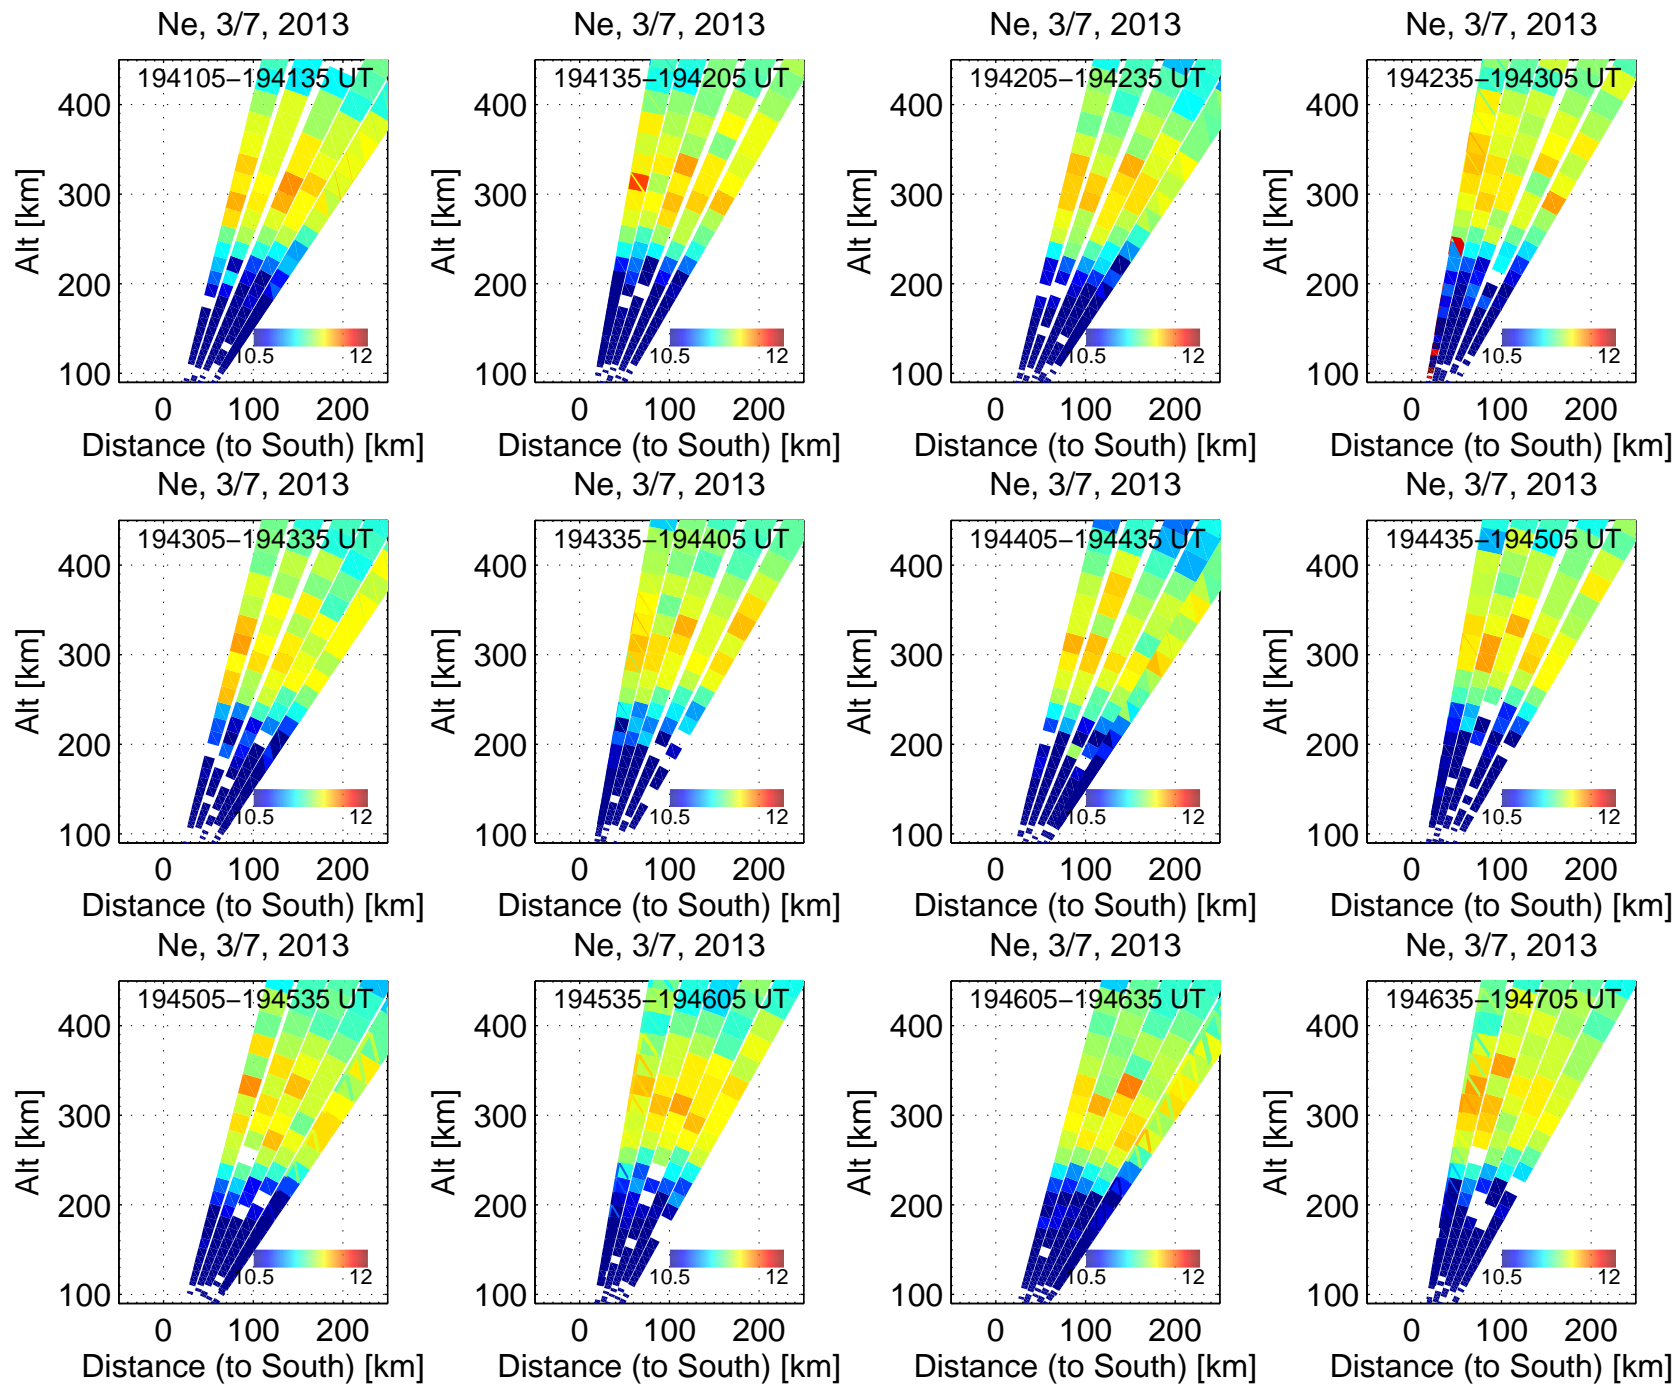 Ne, 3/7, 2013 Ne, 3/7, 2013 Ne, 3/7, 2013 Ne, 3/7, 2013
194105−194135 UT 194135−194205 UT 194205−194235 UT 194235−194305 UT
400 400 400 400
300 300 300 300
200 200 200 200
100 100 100 100
Alt [km] Alt [km] Alt [km] Alt [km]
10.5 12 10.5 12 10.5 12 10.5 12
0 100 200 0 100 200 0 100 200 0 100 200
Distance (to South) [km] Distance (to South) [km] Distance (to South) [km] Distance (to South) [km]
Ne, 3/7, 2013 Ne, 3/7, 2013 Ne, 3/7, 2013 Ne, 3/7, 2013
194305−194335 UT 194335−194405 UT 194405−194435 UT 194435−194505 UT
400 400 400 400
300 300 300 300
200 200 200 200
100 100 100 100
Alt [km] Alt [km] Alt [km] Alt [km]
10.5 12 10.5 12 10.5 12 10.5 12
0 100 200 0 100 200 0 100 200 0 100 200
Distance (to South) [km] Distance (to South) [km] Distance (to South) [km] Distance (to South) [km]
Ne, 3/7, 2013 Ne, 3/7, 2013 Ne, 3/7, 2013 Ne, 3/7, 2013
194505−194535 UT 194535−194605 UT 194605−194635 UT 194635−194705 UT
400 400 400 400
300 300 300 300
200 200 200 200
100 100 100 100
Alt [km] Alt [km] Alt [km] Alt [km]
10.5 12 10.5 12 10.5 12 10.5 12
0 100 200 0 100 200 0 100 200 0 100 200
Distance (to South) [km] Distance (to South) [km] Distance (to South) [km] Distance (to South) [km]